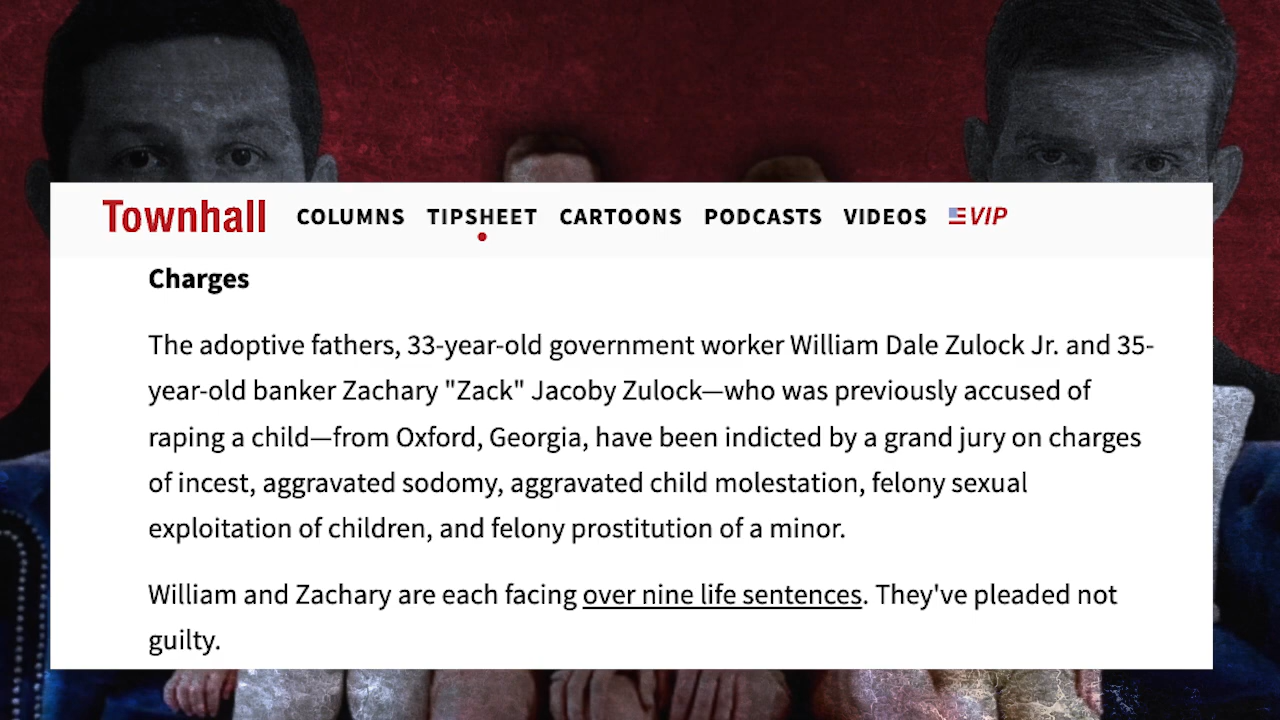 Townhall COLUMNS TIPSHEET CARTOONS PODCASTS VIDEOS VIP
Charges
The adoptive fathers, 33-year-old government worker William Dale Zulock Jr. and 35-
year-old banker Zachary "Zack" Jacoby Zulock—who was previously accused of
raping a child—from Oxford, Georgia, have been indicted by a grand jury on charges
of incest, aggravated sodomy, aggravated child molestation, felony sexual
exploitation of children, and felony prostitution of a minor.
William and Zachary are each facing over nine life sentences. They've pleaded not
guilty.